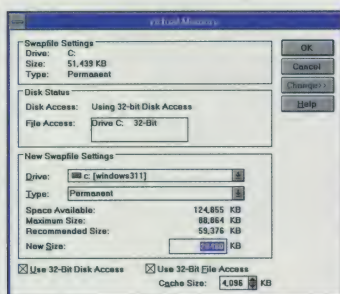 Virtual Memory
Swapfile Settings
Drive: C:
Size: 51,439 KB
Type: Permanent
OK
Cancel
Change>>
Help
Disk Status
Disk Access: Using 32-bit Disk Access
File Access: Drive C: 32-Bit
New Swapfile Settings
Drive: c: [windows311]
Type: Permanent
Space Available: 124,855 KB
Maximum Size: 88,864 KB
Recommended Size: 59,376 KB
New Size: KB
Use 32-Bit Disk Access Use 32-Bit File Access
Cache Size: 4,096 KB